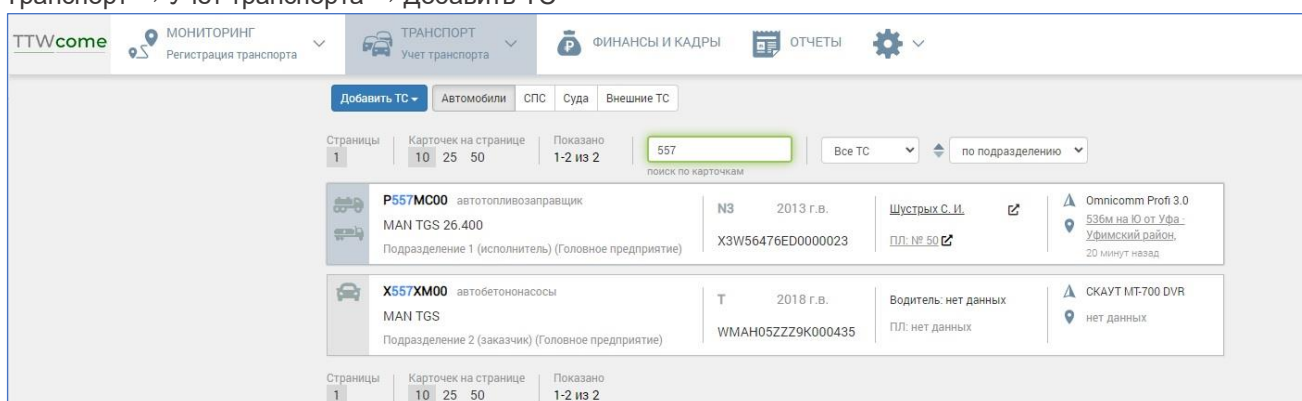 Транспорт → Учет транспорта → Добавить ТС
TTWcome МОНИТОРИНГ ТРАНСПОРТ ФИНАНСЫ И КАДРЫ ОТЧЕТЫ
Регистрация транспорта Учет транспорта
Добавить ТС Автомобили СПС Суда Внешние ТС
Страницы Карточек на странице Показано
1 10 25 50 1-2 из 2 557 Все ТС по подразделению
поиск по карточкам
P557MC00 автотопливозаправщик N3 2013 г.в. Шустрых С. И. Omnicomm Profi 3.0
MAN TGS 26.400 536м на Ю от Уфа -
Подразделение 1 (исполнитель) (Головное предприятие) X3W56476ED0000023 ПЛ: № 50 Уфимский район,
20 минут назад
X557XM00 автобетононасосы T 2018 г.в. Водитель: нет данных СКАУТ МТ-700 DVR
MAN TGS нет данных
Подразделение 2 (заказчик) (Головное предприятие) WMAH05ZZZ9K000435 ПЛ: нет данных
Страницы Карточек на странице Показано
1 10 25 50 1-2 из 2